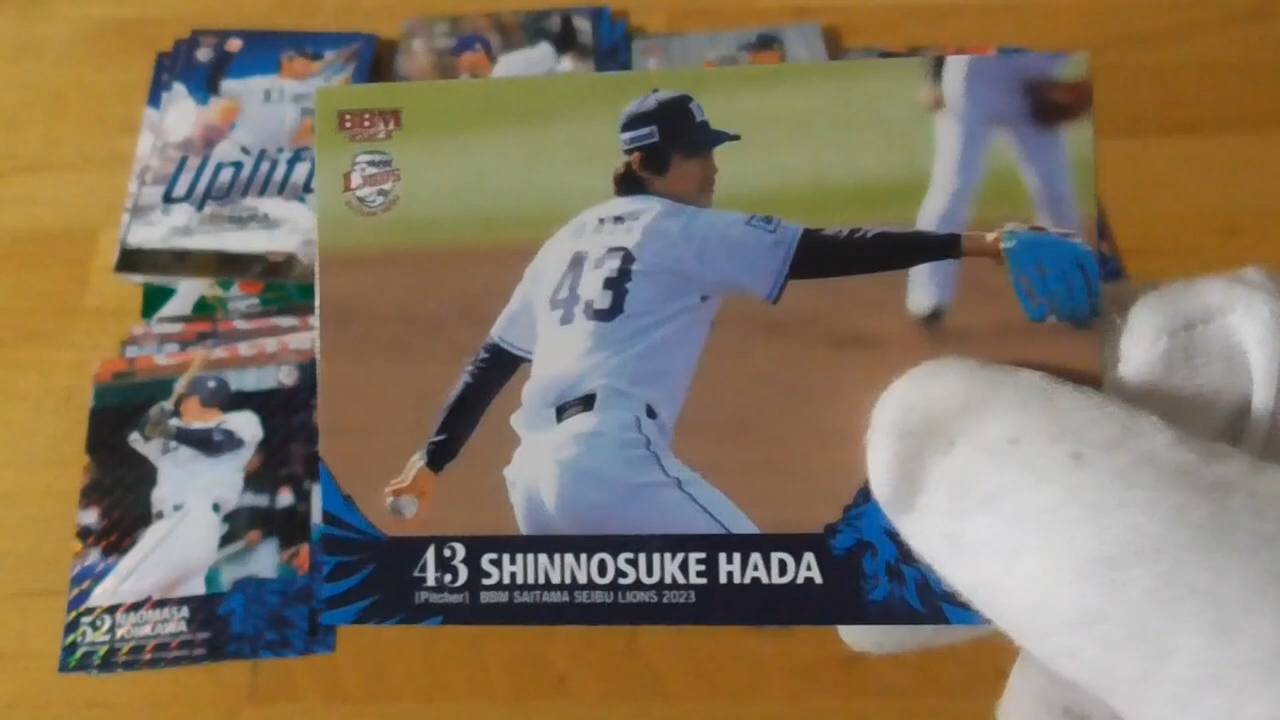 Uplift
BBM
Lions
43
43 SHINNOSUKE HADA
[Pitcher] BBM SAITAMA SEIBU LIONS 2023
52 NAOMASA
YOKAWA